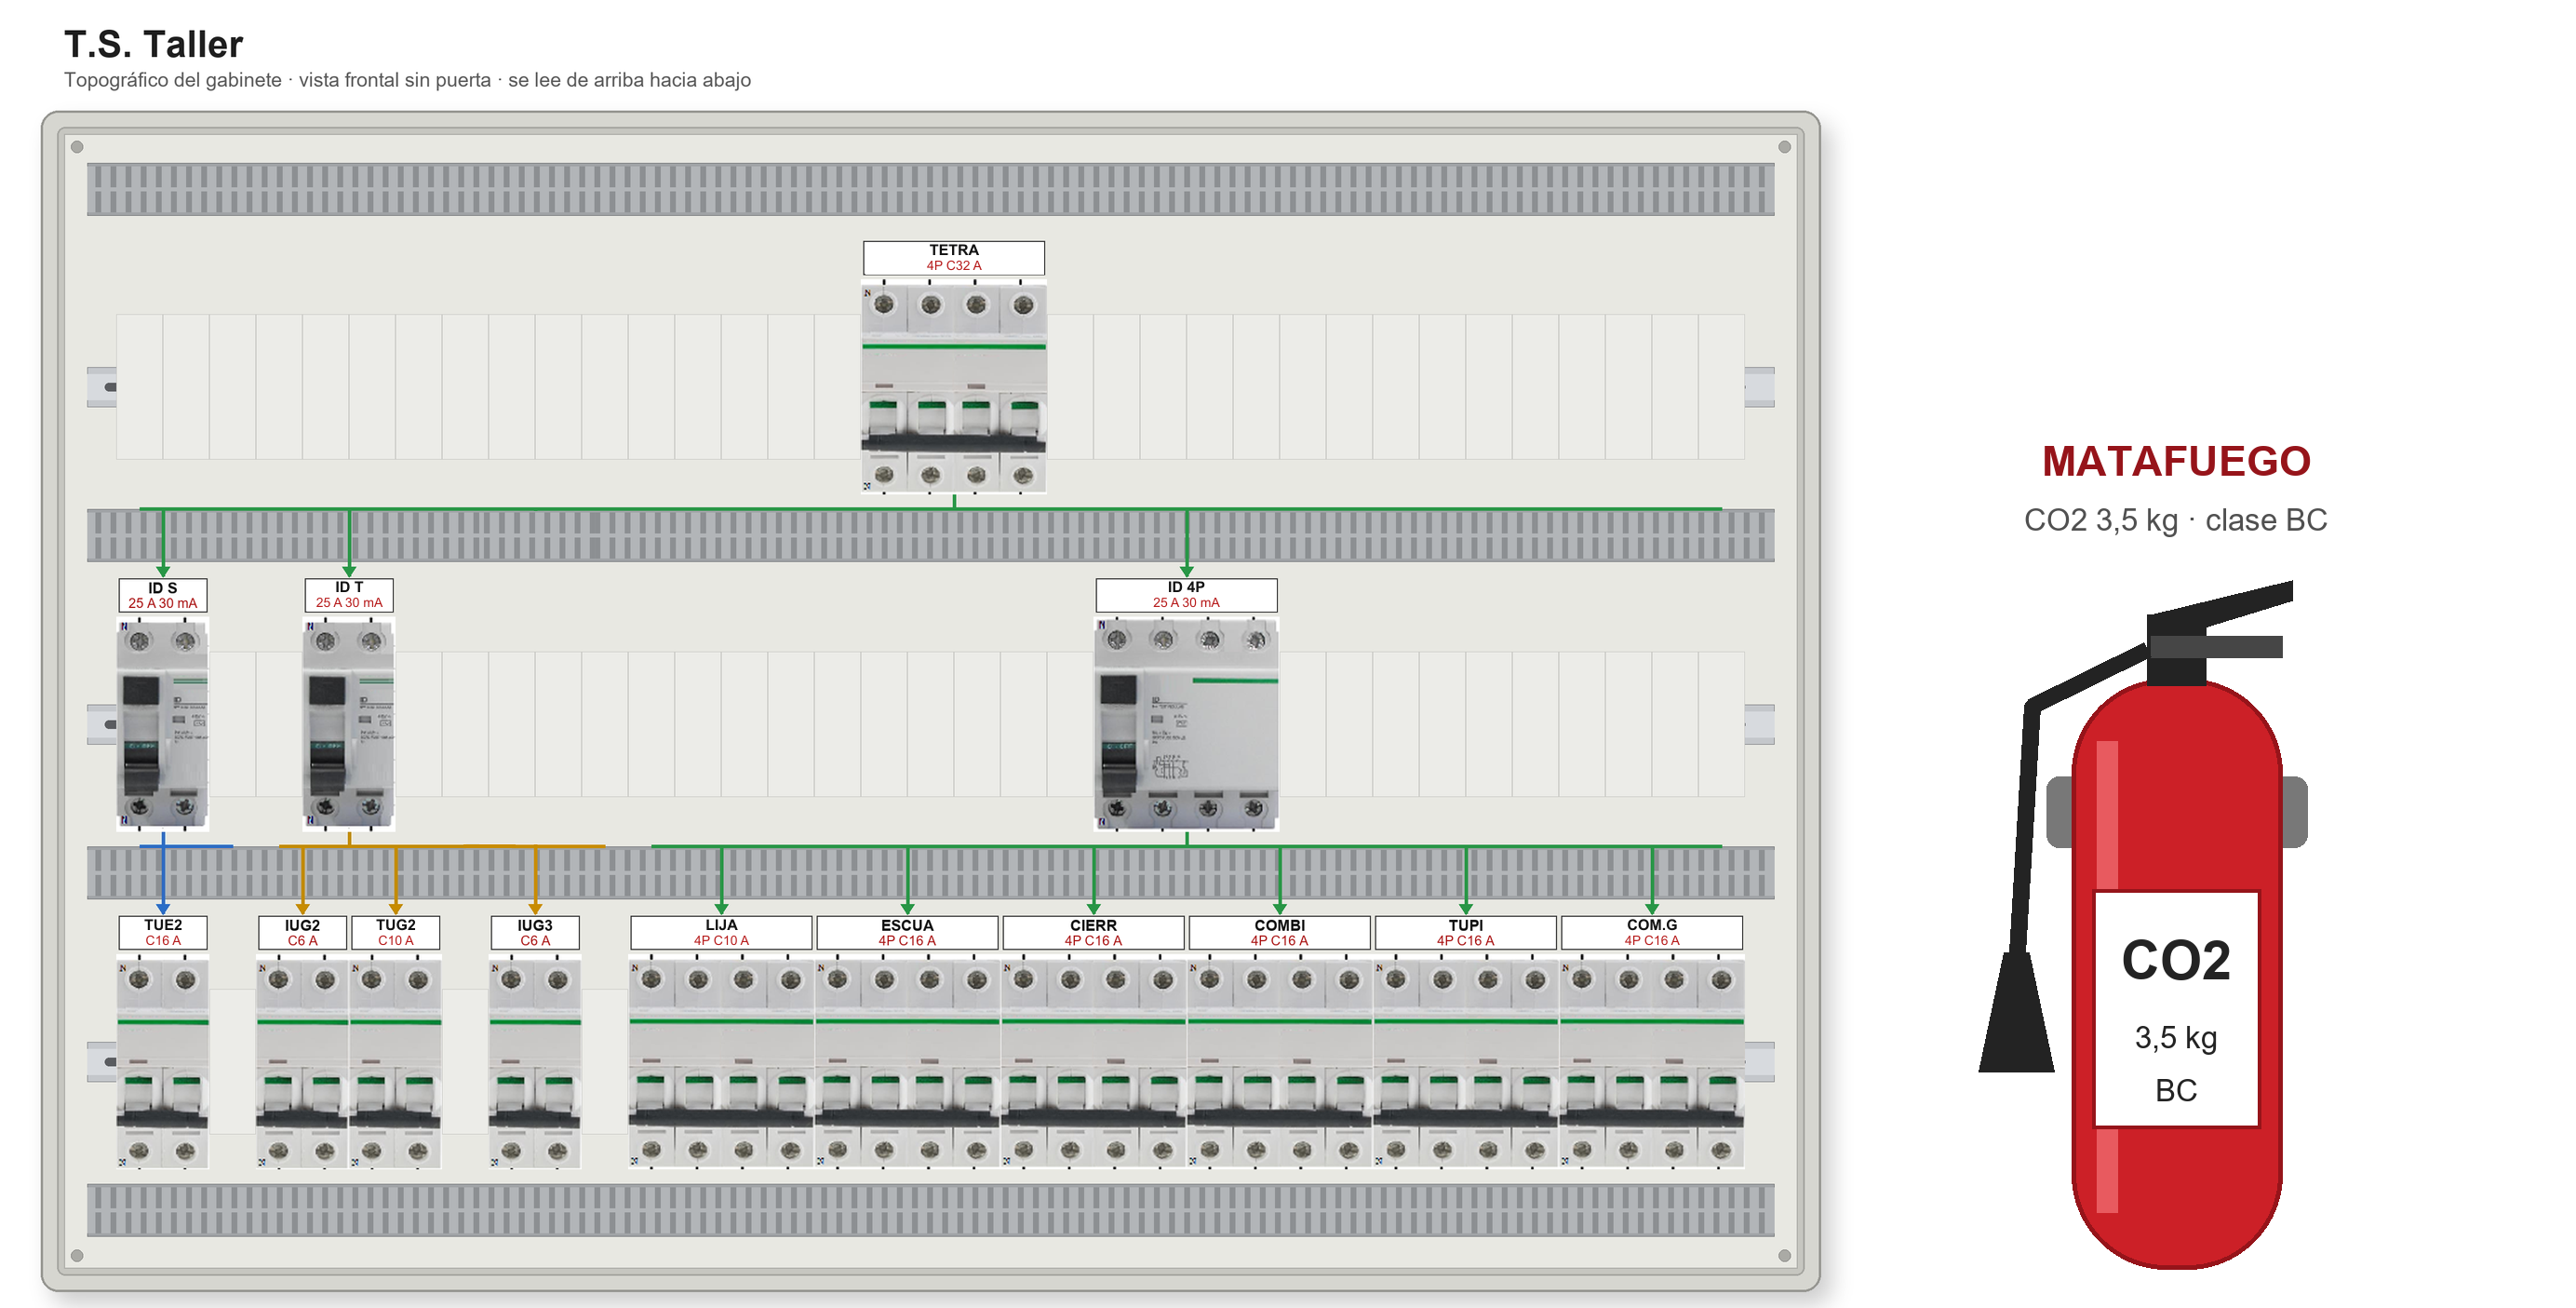 T.S. Taller
Topográfico del gabinete · vista frontal sin puerta · se lee de arriba hacia abajo
TETRA
4P C32 A
MATAFUEGO
CO2 3,5 kg · clase BC
ID S
25 A 30 mA
ID T
25 A 30 mA
ID 4P
25 A 30 mA
TUE2
C16 A
IUG2
C6 A
TUG2
C10 A
IUG3
C6 A
LIJA
4P C10 A
ESCUA
4P C16 A
CIERR
4P C16 A
COMBI
4P C16 A
TUPI
4P C16 A
COM.G
4P C16 A
CO2
3,5 kg
BC